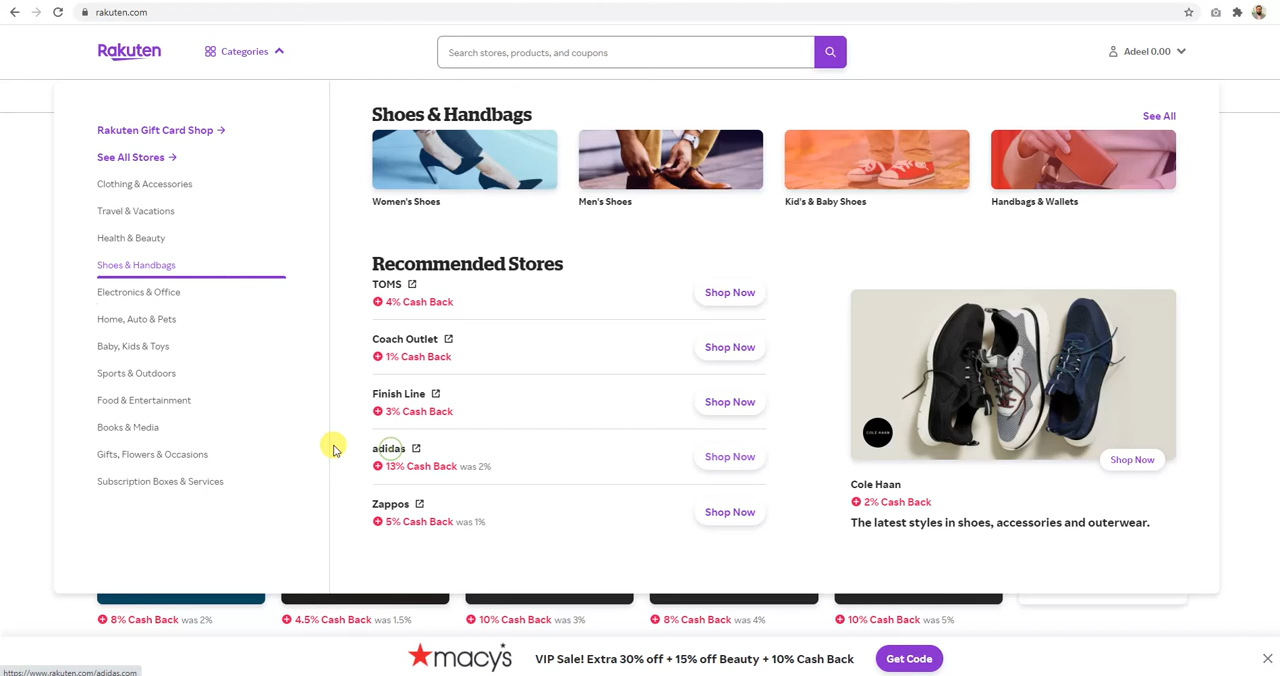 rakuten.com
Rakuten
Categories
Search stores, products, and coupons
Adeel 0.00
Rakuten Gift Card Shop →
See All Stores →
Clothing & Accessories
Travel & Vacations
Health & Beauty
Shoes & Handbags
Electronics & Office
Home, Auto & Pets
Baby, Kids & Toys
Sports & Outdoors
Food & Entertainment
Books & Media
Gifts, Flowers & Occasions
Subscription Boxes & Services
Shoes & Handbags
See All
Women's Shoes
Men's Shoes
Kid's & Baby Shoes
Handbags & Wallets
Recommended Stores
TOMS
4% Cash Back
Shop Now
Coach Outlet
1% Cash Back
Shop Now
Finish Line
3% Cash Back
Shop Now
adidas
13% Cash Back was 2%
Shop Now
Zappos
5% Cash Back was 1%
Shop Now
COLE HAAN
Shop Now
Cole Haan
2% Cash Back
The latest styles in shoes, accessories and outerwear.
8% Cash Back was 2%
4.5% Cash Back was 1.5%
10% Cash Back was 3%
8% Cash Back was 4%
10% Cash Back was 5%
macy's
VIP Sale! Extra 30% off + 15% off Beauty + 10% Cash Back
Get Code
https://www.rakuten.com/adidas.com